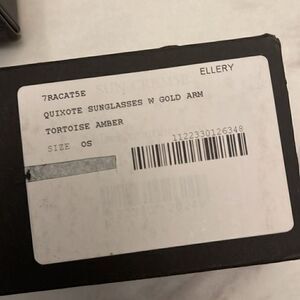 ELLERY
7RACAT5E
QUIXOTE SUNGLASSES W GOLD ARM
TORTOISE AMBER
SIZE OS
1122330126348